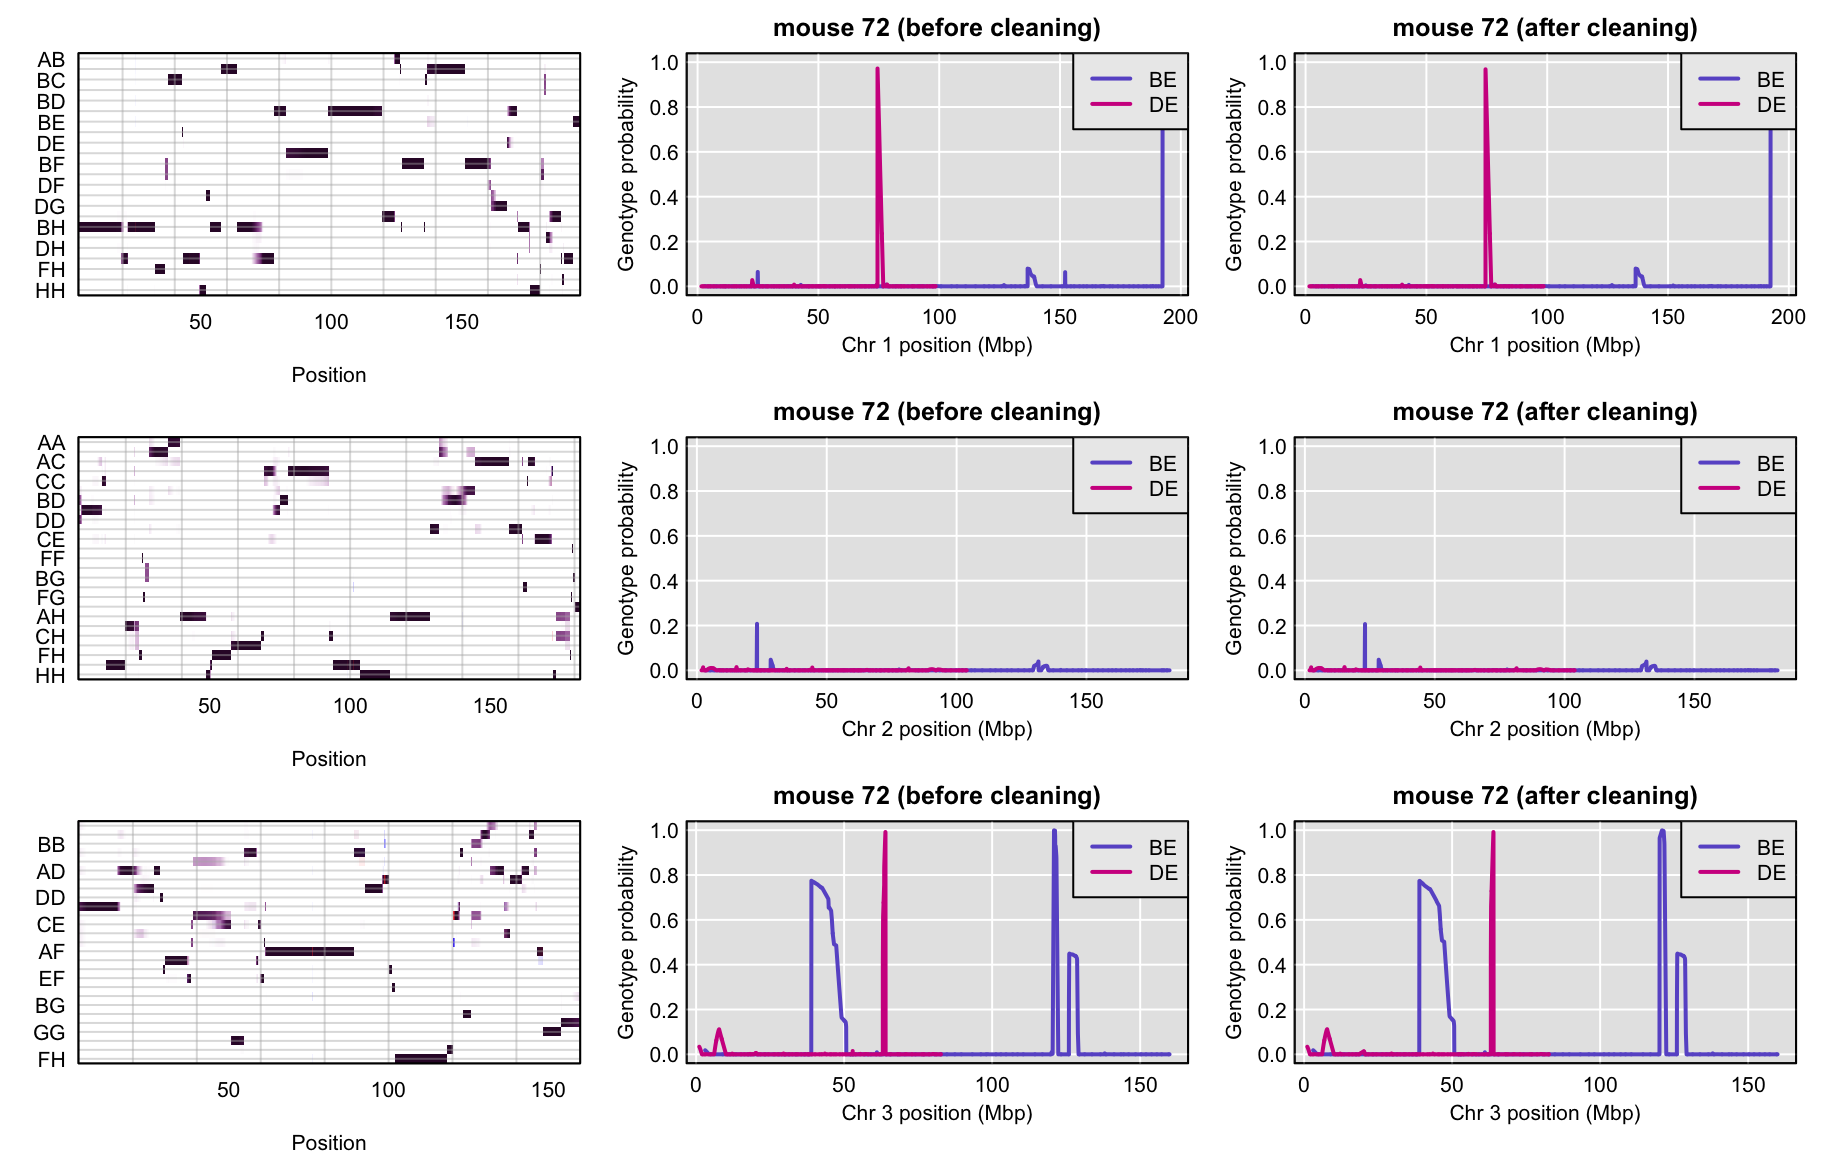 mouse 72 (before cleaning)
mouse 72 (after cleaning)
AB
BC
BD
BE
DE
BF
DF
DG
BH
DH
FH
HH
50 100 150
Position
Genotype probability
1.0
0.8
0.6
0.4
0.2
0.0
BE
DE
0 50 100 150 200
Chr 1 position (Mbp)
Genotype probability
1.0
0.8
0.6
0.4
0.2
0.0
BE
DE
0 50 100 150 200
Chr 1 position (Mbp)
mouse 72 (before cleaning)
mouse 72 (after cleaning)
AA
AC
CC
BD
DD
CE
FF
BG
FG
AH
CH
FH
HH
50 100 150
Position
Genotype probability
1.0
0.8
0.6
0.4
0.2
0.0
BE
DE
0 50 100 150
Chr 2 position (Mbp)
Genotype probability
1.0
0.8
0.6
0.4
0.2
0.0
BE
DE
0 50 100 150
Chr 2 position (Mbp)
mouse 72 (before cleaning)
mouse 72 (after cleaning)
BB
AD
DD
CE
AF
EF
BG
GG
FH
50 100 150
Position
Genotype probability
1.0
0.8
0.6
0.4
0.2
0.0
BE
DE
0 50 100 150
Chr 3 position (Mbp)
Genotype probability
1.0
0.8
0.6
0.4
0.2
0.0
BE
DE
0 50 100 150
Chr 3 position (Mbp)